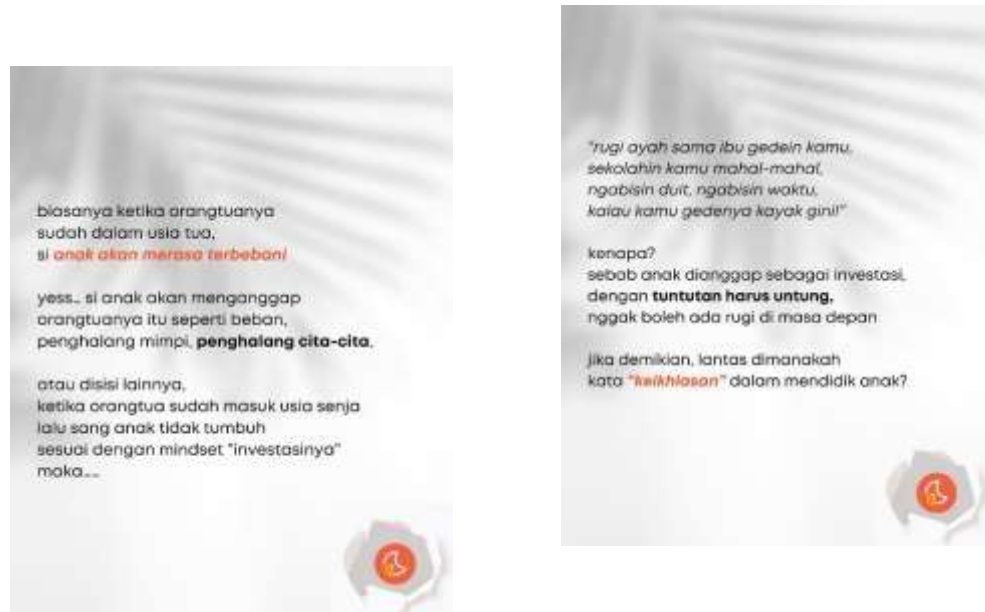 biasanya ketika orangtuanya
sudah dalam usia tua,
si anak akan merasa terbebani
yess.. si anak akan menganggap
orangtuanya itu seperti beban,
penghalang mimpi, penghalang cita-cita,
atau disisi lainnya,
ketika orangtua sudah masuk usia senja
lalu sang anak tidak tumbuh
sesuai dengan mindset "investasinya"
maka....
"rugi ayah sama ibu gedein kamu,
sekolahin kamu mahal-mahal,
ngabisin duit, ngabisin waktu,
kalau kamu gedenya kayak gini!"
kenapa?
sebab anak dianggap sebagai investasi,
dengan tuntutan harus untung,
nggak boleh ada rugi di masa depan
jika demikian, lantas dimanakah
kata "keikhlasan" dalam mendidik anak?